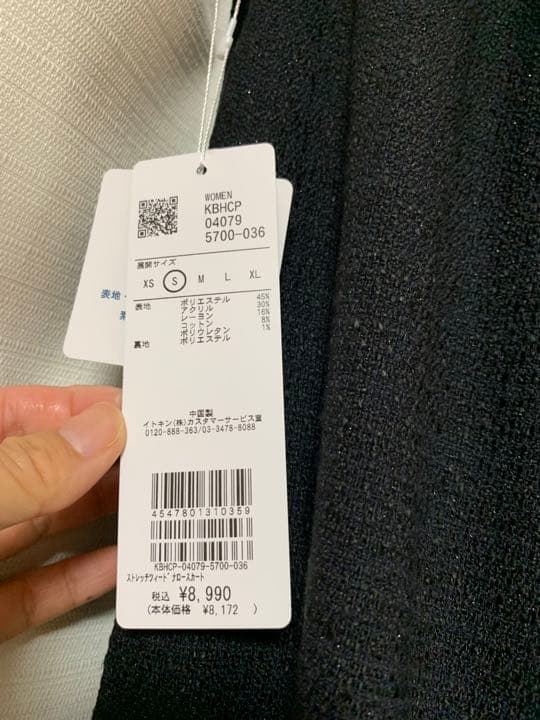 WOMEN
KBHCP
04079
5700-036
展開サイズ
XS S M L XL
表地 ポリエステル 45%
アクリル 30%
レーヨン 16%
コットン 8%
ポリウレタン 1%
裏地 ポリエステル
中国製
イトキン(株)カスタマーサービス室
0120-888-363/03-3478-8088
4547801310359
KBHCP-04079-5700-036
ストレッチツィードナロースカート
税込 ¥8,990
(本体価格 ¥8,172 )
表地